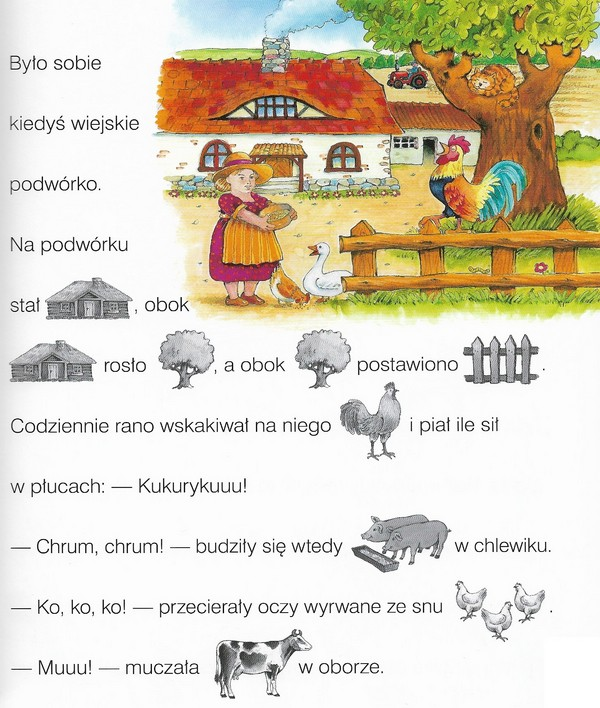 Było sobie
kiedyś wiejskie
podwórko.
Na podwórku
stał , obok
rosło , a obok postawiono .
Codziennie rano wskakiwał na niego i piał ile sił
w płucach: — Kukurykuuu!
— Chrum, chrum! — budziły się wtedy w chlewiku.
— Ko, ko, ko! — przecierały oczy wyrwane ze snu .
— Muuu! — muczała w oborze.